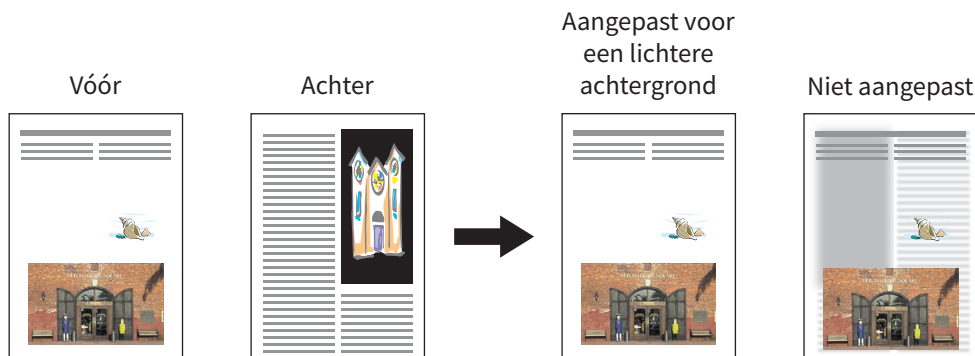 Vóór
Achter
Aangepast voor
een lichtere
achtergrond
Niet aangepast